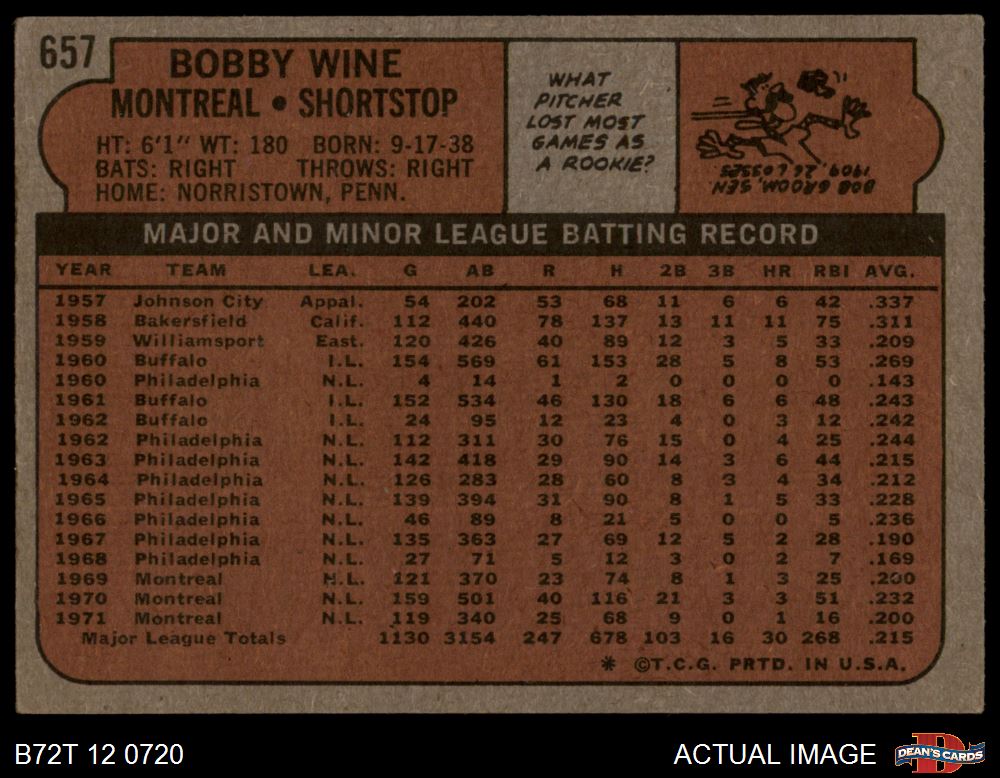 657
BOBBY WINE
MONTREAL • SHORTSTOP
HT: 6'1" WT: 180 BORN: 9-17-38
BATS: RIGHT THROWS: RIGHT
HOME: NORRISTOWN, PENN.
WHAT
PITCHER
LOST MOST
GAMES AS
A ROOKIE?
BOB GROOM, SEN.
1909, 26 LOSSES
MAJOR AND MINOR LEAGUE BATTING RECORD
YEAR TEAM LEA. G AB R H 2B 3B HR RBI AVG.
1957 Johnson City Appal. 54 202 53 68 11 6 6 42 .337
1958 Bakersfield Calif. 112 440 78 137 13 11 11 75 .311
1959 Williamsport East. 120 426 40 89 12 3 5 33 .209
1960 Buffalo I.L. 154 569 61 153 28 5 8 53 .269
1960 Philadelphia N.L. 4 14 1 2 0 0 0 0 .143
1961 Buffalo I.L. 152 534 46 130 18 6 6 48 .243
1962 Buffalo I.L. 24 95 12 23 4 0 3 12 .242
1962 Philadelphia N.L. 112 311 30 76 15 0 4 25 .244
1963 Philadelphia N.L. 142 418 29 90 14 3 6 44 .215
1964 Philadelphia N.L. 126 283 28 60 8 3 4 34 .212
1965 Philadelphia N.L. 139 394 31 90 8 1 5 33 .228
1966 Philadelphia N.L. 46 89 8 21 5 0 0 5 .236
1967 Philadelphia N.L. 135 363 27 69 12 5 2 28 .190
1968 Philadelphia N.L. 27 71 5 12 3 0 2 7 .169
1969 Montreal N.L. 121 370 23 74 8 1 3 25 .200
1970 Montreal N.L. 159 501 40 116 21 3 3 51 .232
1971 Montreal N.L. 119 340 25 68 9 0 1 16 .200
Major League Totals 1130 3154 247 678 103 16 30 268 .215
* ©T.C.G. PRTD. IN U.S.A.
B72T 12 0720
ACTUAL IMAGE
DEAN'S CARDS